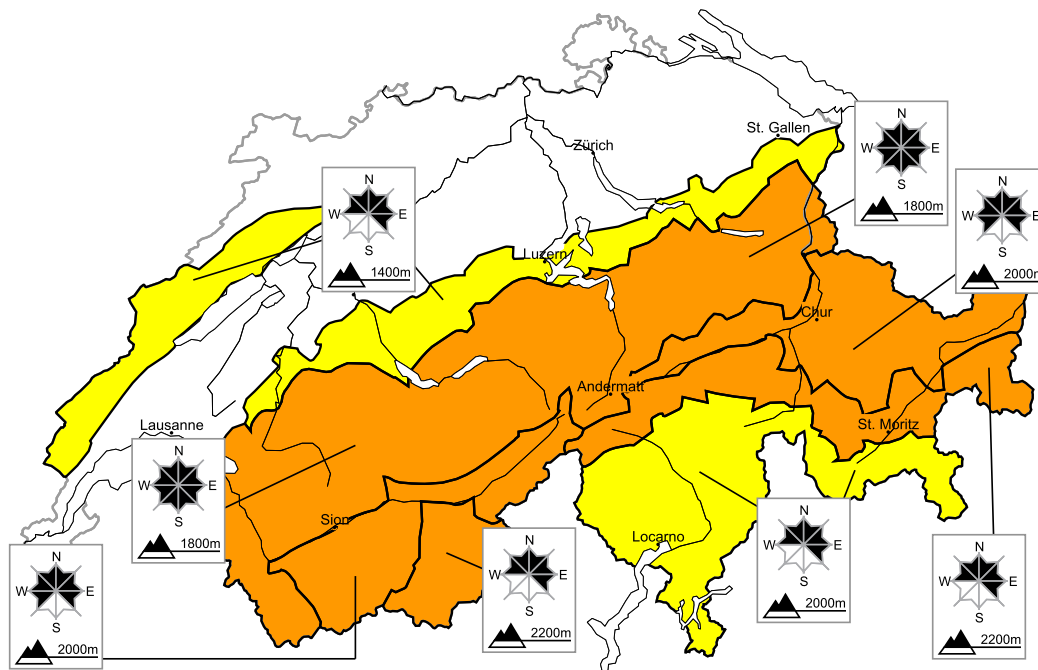 St. Gallen
Zürich
N
W E
S
1800m
N
W E
S
1400m
N
W E
S
2000m
Luzern
Chur
Andermatt
Lausanne
St. Moritz
N
W E
S
1800m
Sion
Locarno
N
W E
S
2000m
N
W E
S
2200m
N
W E
S
2000m
N
W E
S
2200m